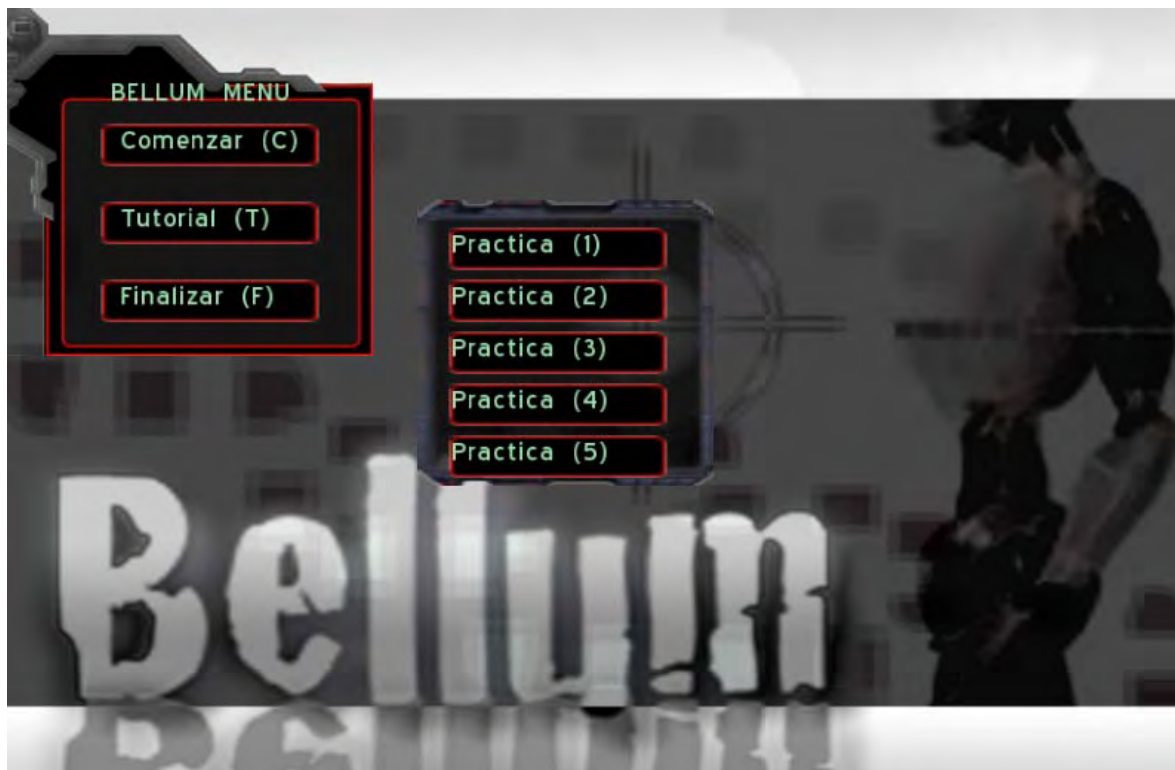 BELLUM MENU
Comenzar (C)
Tutorial (T)
Finalizar (F)
Practica (1)
Practica (2)
Practica (3)
Practica (4)
Practica (5)
Bellum